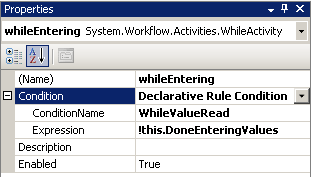 Properties
whileEntering System.Workflow.Activities.WhileActivity
(Name) whileEntering
Condition Declarative Rule Condition
ConditionName WhileValueRead
Expression !this.DoneEnteringValues
Description
Enabled True